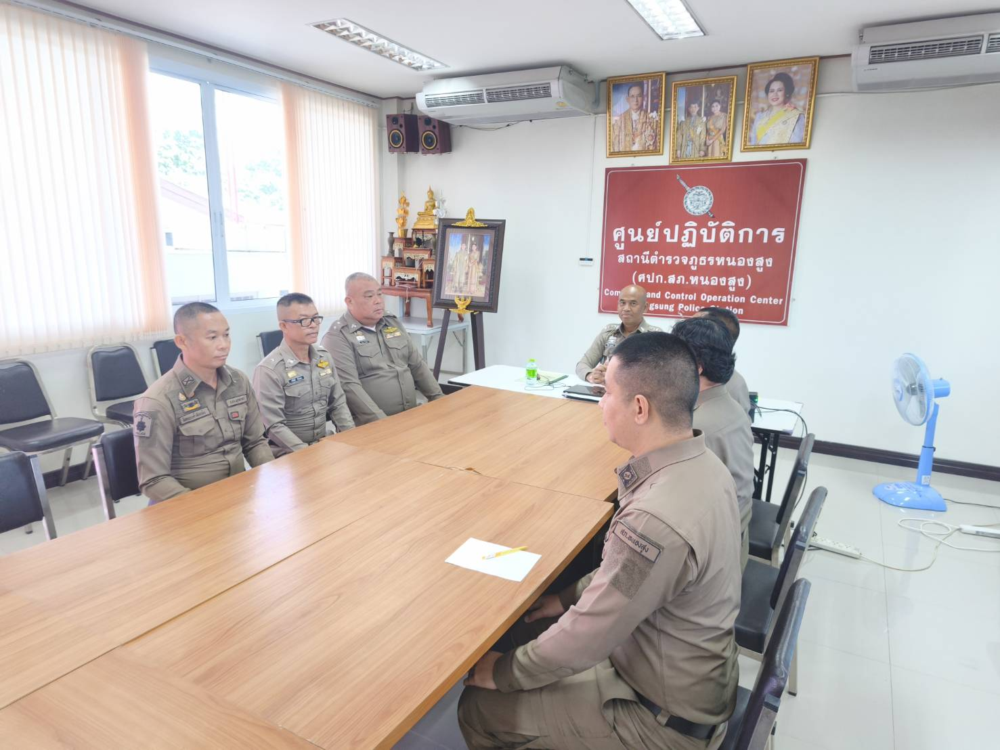 ศูนย์ปฏิบัติการ
สถานีตำรวจภูธรหนองสูง
(ศปก.สภ.หนองสูง)
and Control Operation Center
Police
สภ.หนองสูง